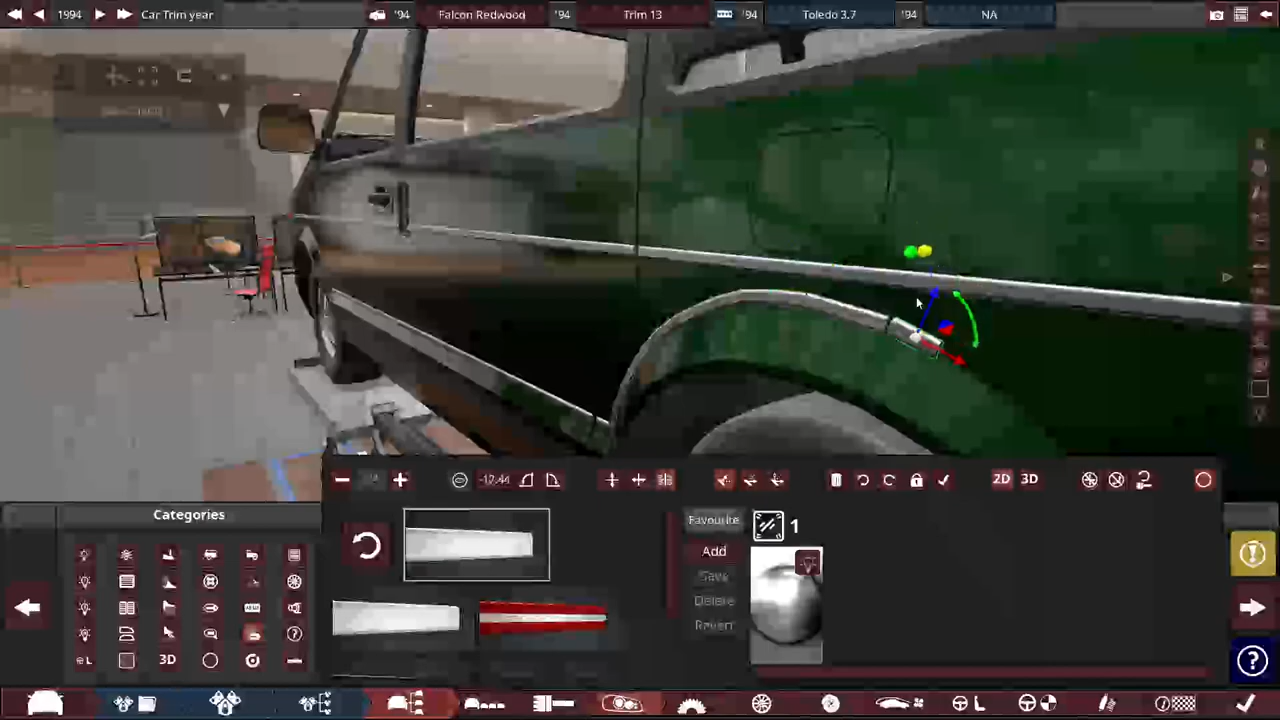 1994 Car Trim year '94 Falcon Redwood '94 Trim 13 '94 Toledo 3.7 '94 NA
-12.44 2D 3D
Categories
Favourite 1
Add
Save
Delete
Revert
3D
?